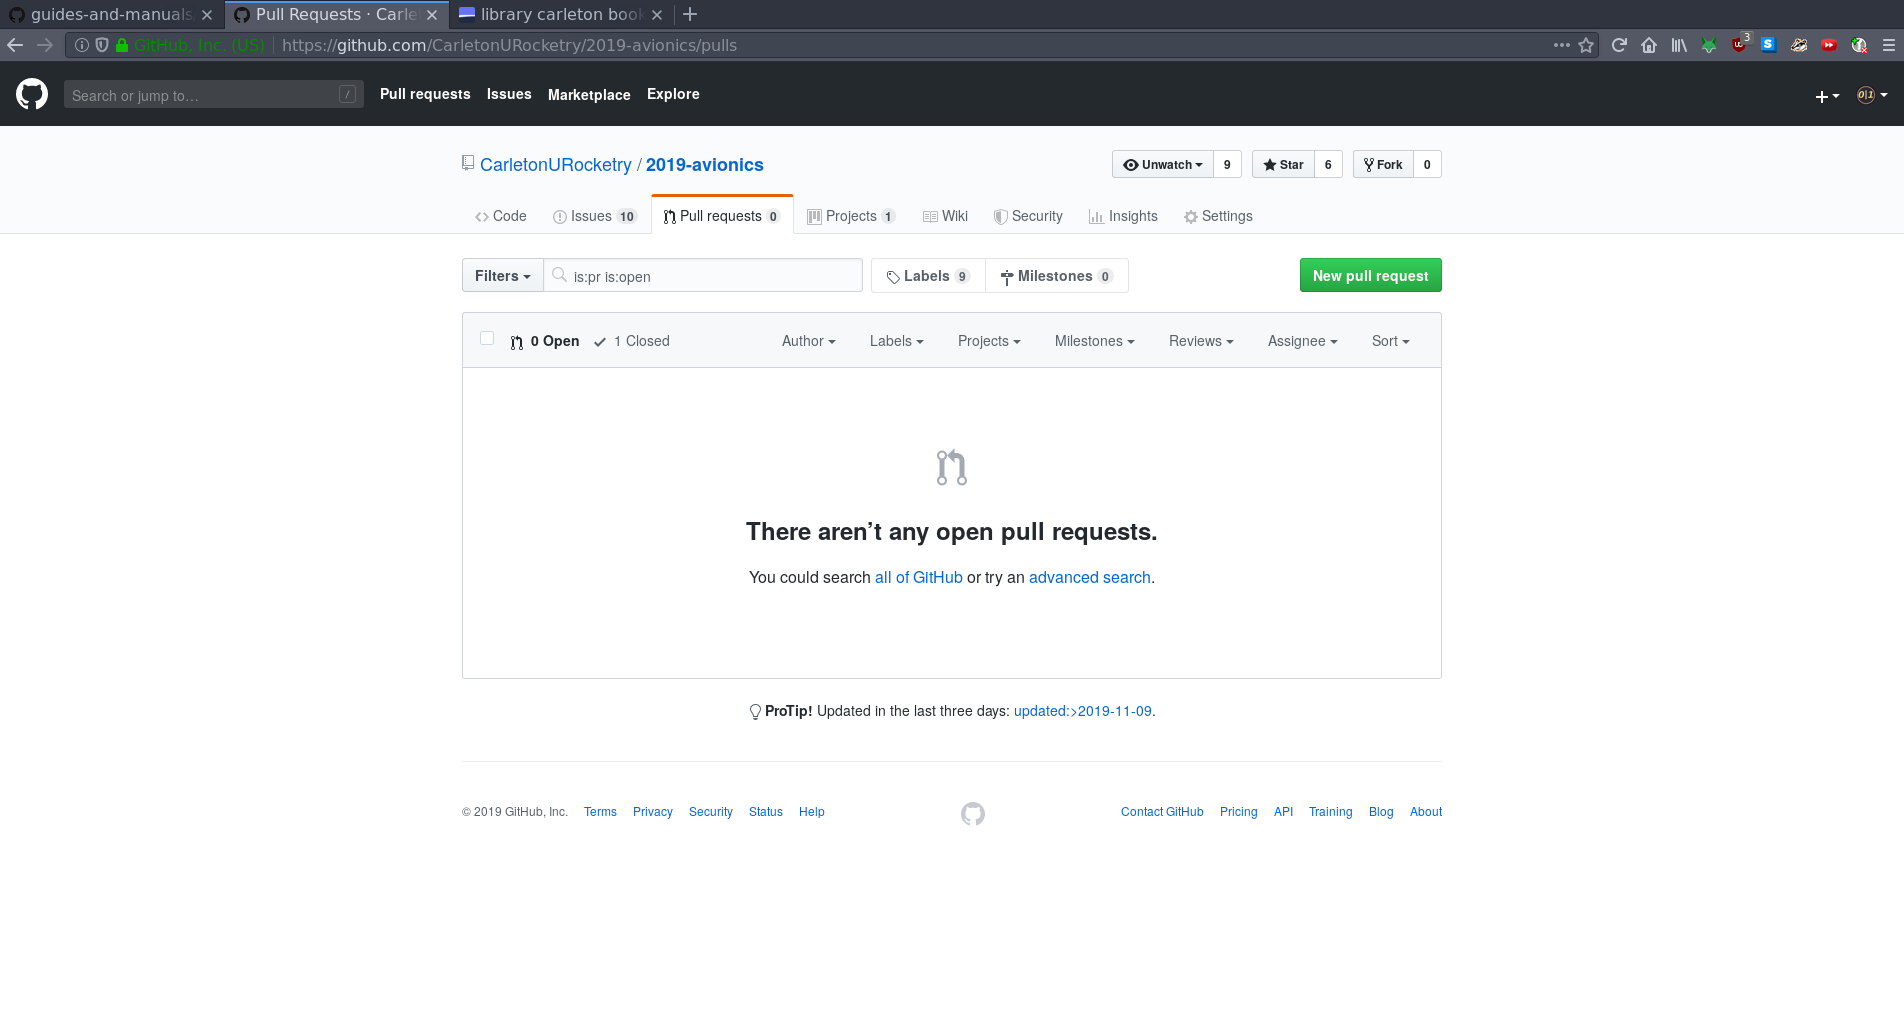 guides-and-manuals
Pull Requests · Carle
library carleton book
GitHub, Inc. (US)
https://github.com/CarletonURocketry/2019-avionics/pulls
3
Search or jump to…
/
Pull requests
Issues
Marketplace
Explore
CarletonURocketry / 2019-avionics
Unwatch 9
Star 6
Fork 0
Code
Issues 10
Pull requests 0
Projects 1
Wiki
Security
Insights
Settings
Filters
is:pr is:open
Labels 9
Milestones 0
New pull request
0 Open
1 Closed
Author
Labels
Projects
Milestones
Reviews
Assignee
Sort
There aren’t any open pull requests.
You could search all of GitHub or try an advanced search.
ProTip! Updated in the last three days: updated:>2019-11-09.
© 2019 GitHub, Inc.
Terms
Privacy
Security
Status
Help
Contact GitHub
Pricing
API
Training
Blog
About